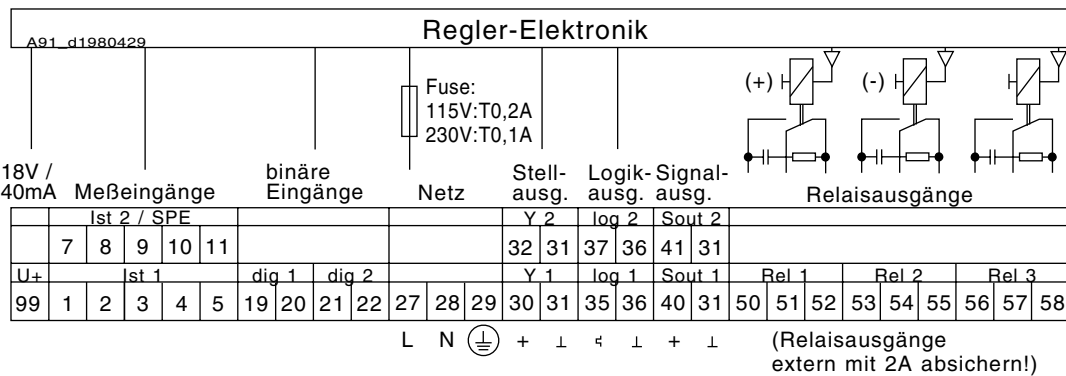 Regler-Elektronik
A91_d1980429
Fuse:
115V:T0,2A
230V:T0,1A
(+)
(-)
18V /
40mA
Meßeingänge
binäre
Eingänge
Netz
Stell-
ausg.
Logik-
ausg.
Signal-
ausg.
Relaisausgänge
Ist 2 / SPE
Y 2
log 2
Sout 2
7 8 9 10 11 32 31 37 36 41 31
U+
Ist 1
dig 1
dig 2
Y 1
log 1
Sout 1
Rel 1
Rel 2
Rel 3
99 1 2 3 4 5 19 20 21 22 27 28 29 30 31 35 36 40 31 50 51 52 53 54 55 56 57 58
L N + ⊥ ⊥ + ⊥
(Relaisausgänge
extern mit 2A absichern!)